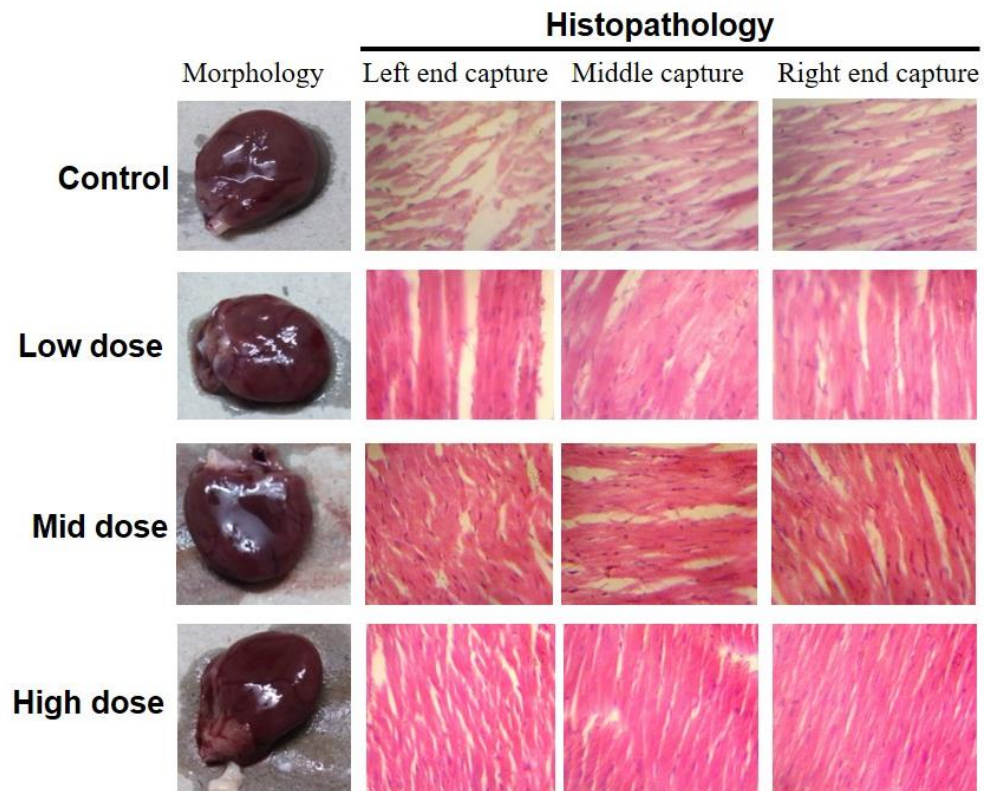 Histopathology
Morphology Left end capture Middle capture Right end capture
Control
Low dose
Mid dose
High dose